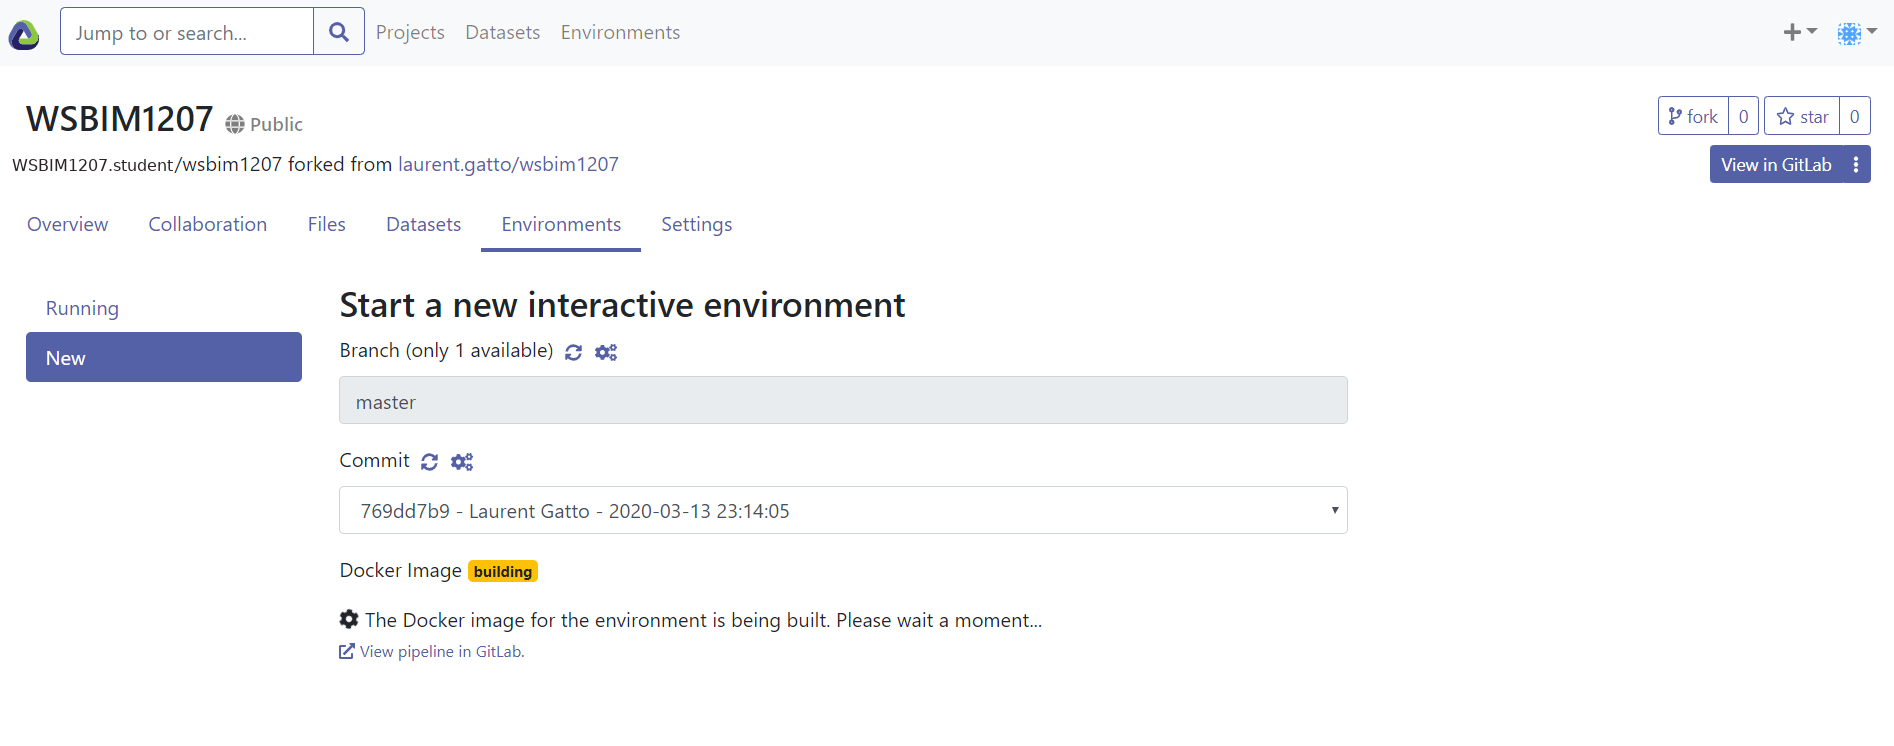 Jump to or search...
Projects Datasets Environments
WSBIM1207 Public
fork 0 star 0
WSBIM1207.student/wsbim1207 forked from laurent.gatto/wsbim1207
View in GitLab
Overview Collaboration Files Datasets Environments Settings
Running
New
Start a new interactive environment
Branch (only 1 available)
master
Commit
769dd7b9 - Laurent Gatto - 2020-03-13 23:14:05
Docker Image building
The Docker image for the environment is being built. Please wait a moment...
View pipeline in GitLab.